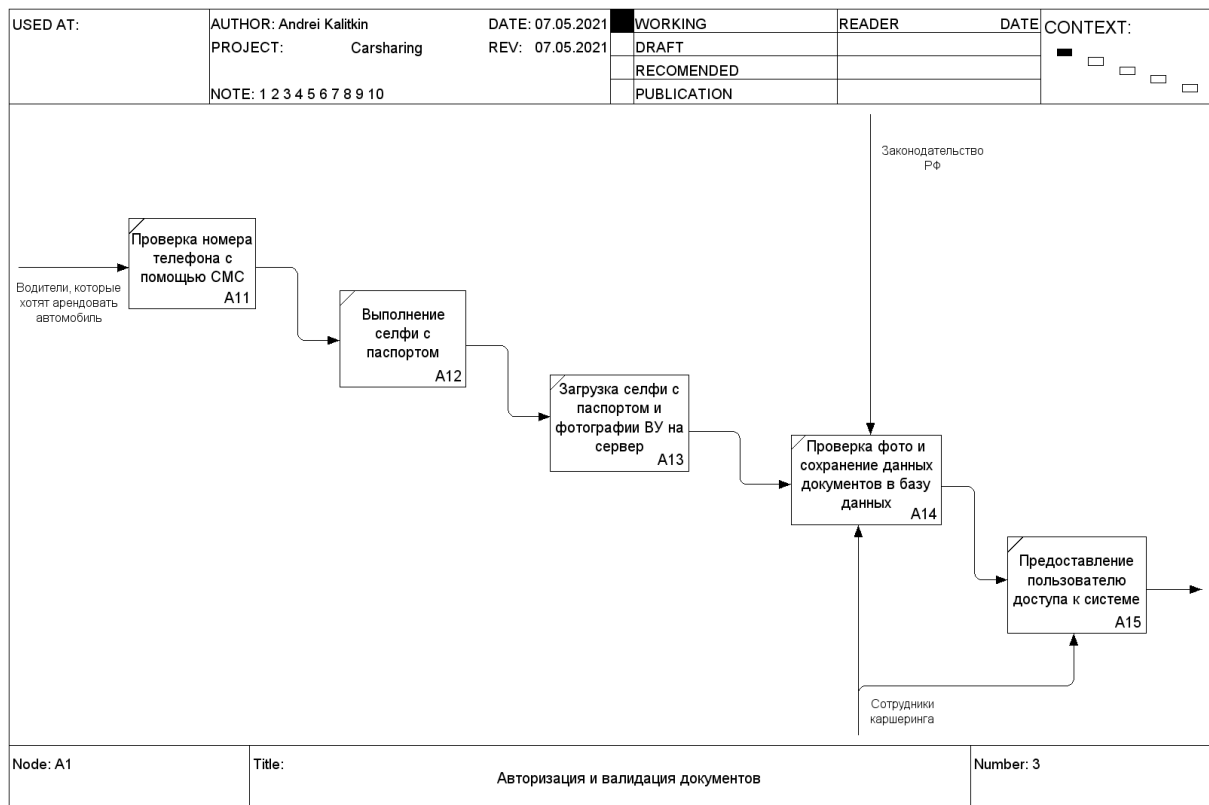 USED AT:
AUTHOR: Andrei Kalitkin
DATE: 07.05.2021
PROJECT: Carsharing
REV: 07.05.2021
NOTE: 1 2 3 4 5 6 7 8 9 10
WORKING
DRAFT
RECOMENDED
PUBLICATION
READER DATE
CONTEXT:
Законодательство
РФ
Проверка номера
телефона с
помощью СМС
A11
Водители, которые
хотят арендовать
автомобиль
Выполнение
селфи с
паспортом
A12
Загрузка селфи с
паспортом и
фотографии ВУ на
сервер
A13
Проверка фото и
сохранение данных
документов в базу
данных
A14
Предоставление
пользователю
доступа к системе
A15
Сотрудники
каршеринга
Node: A1
Title:
Авторизация и валидация документов
Number: 3